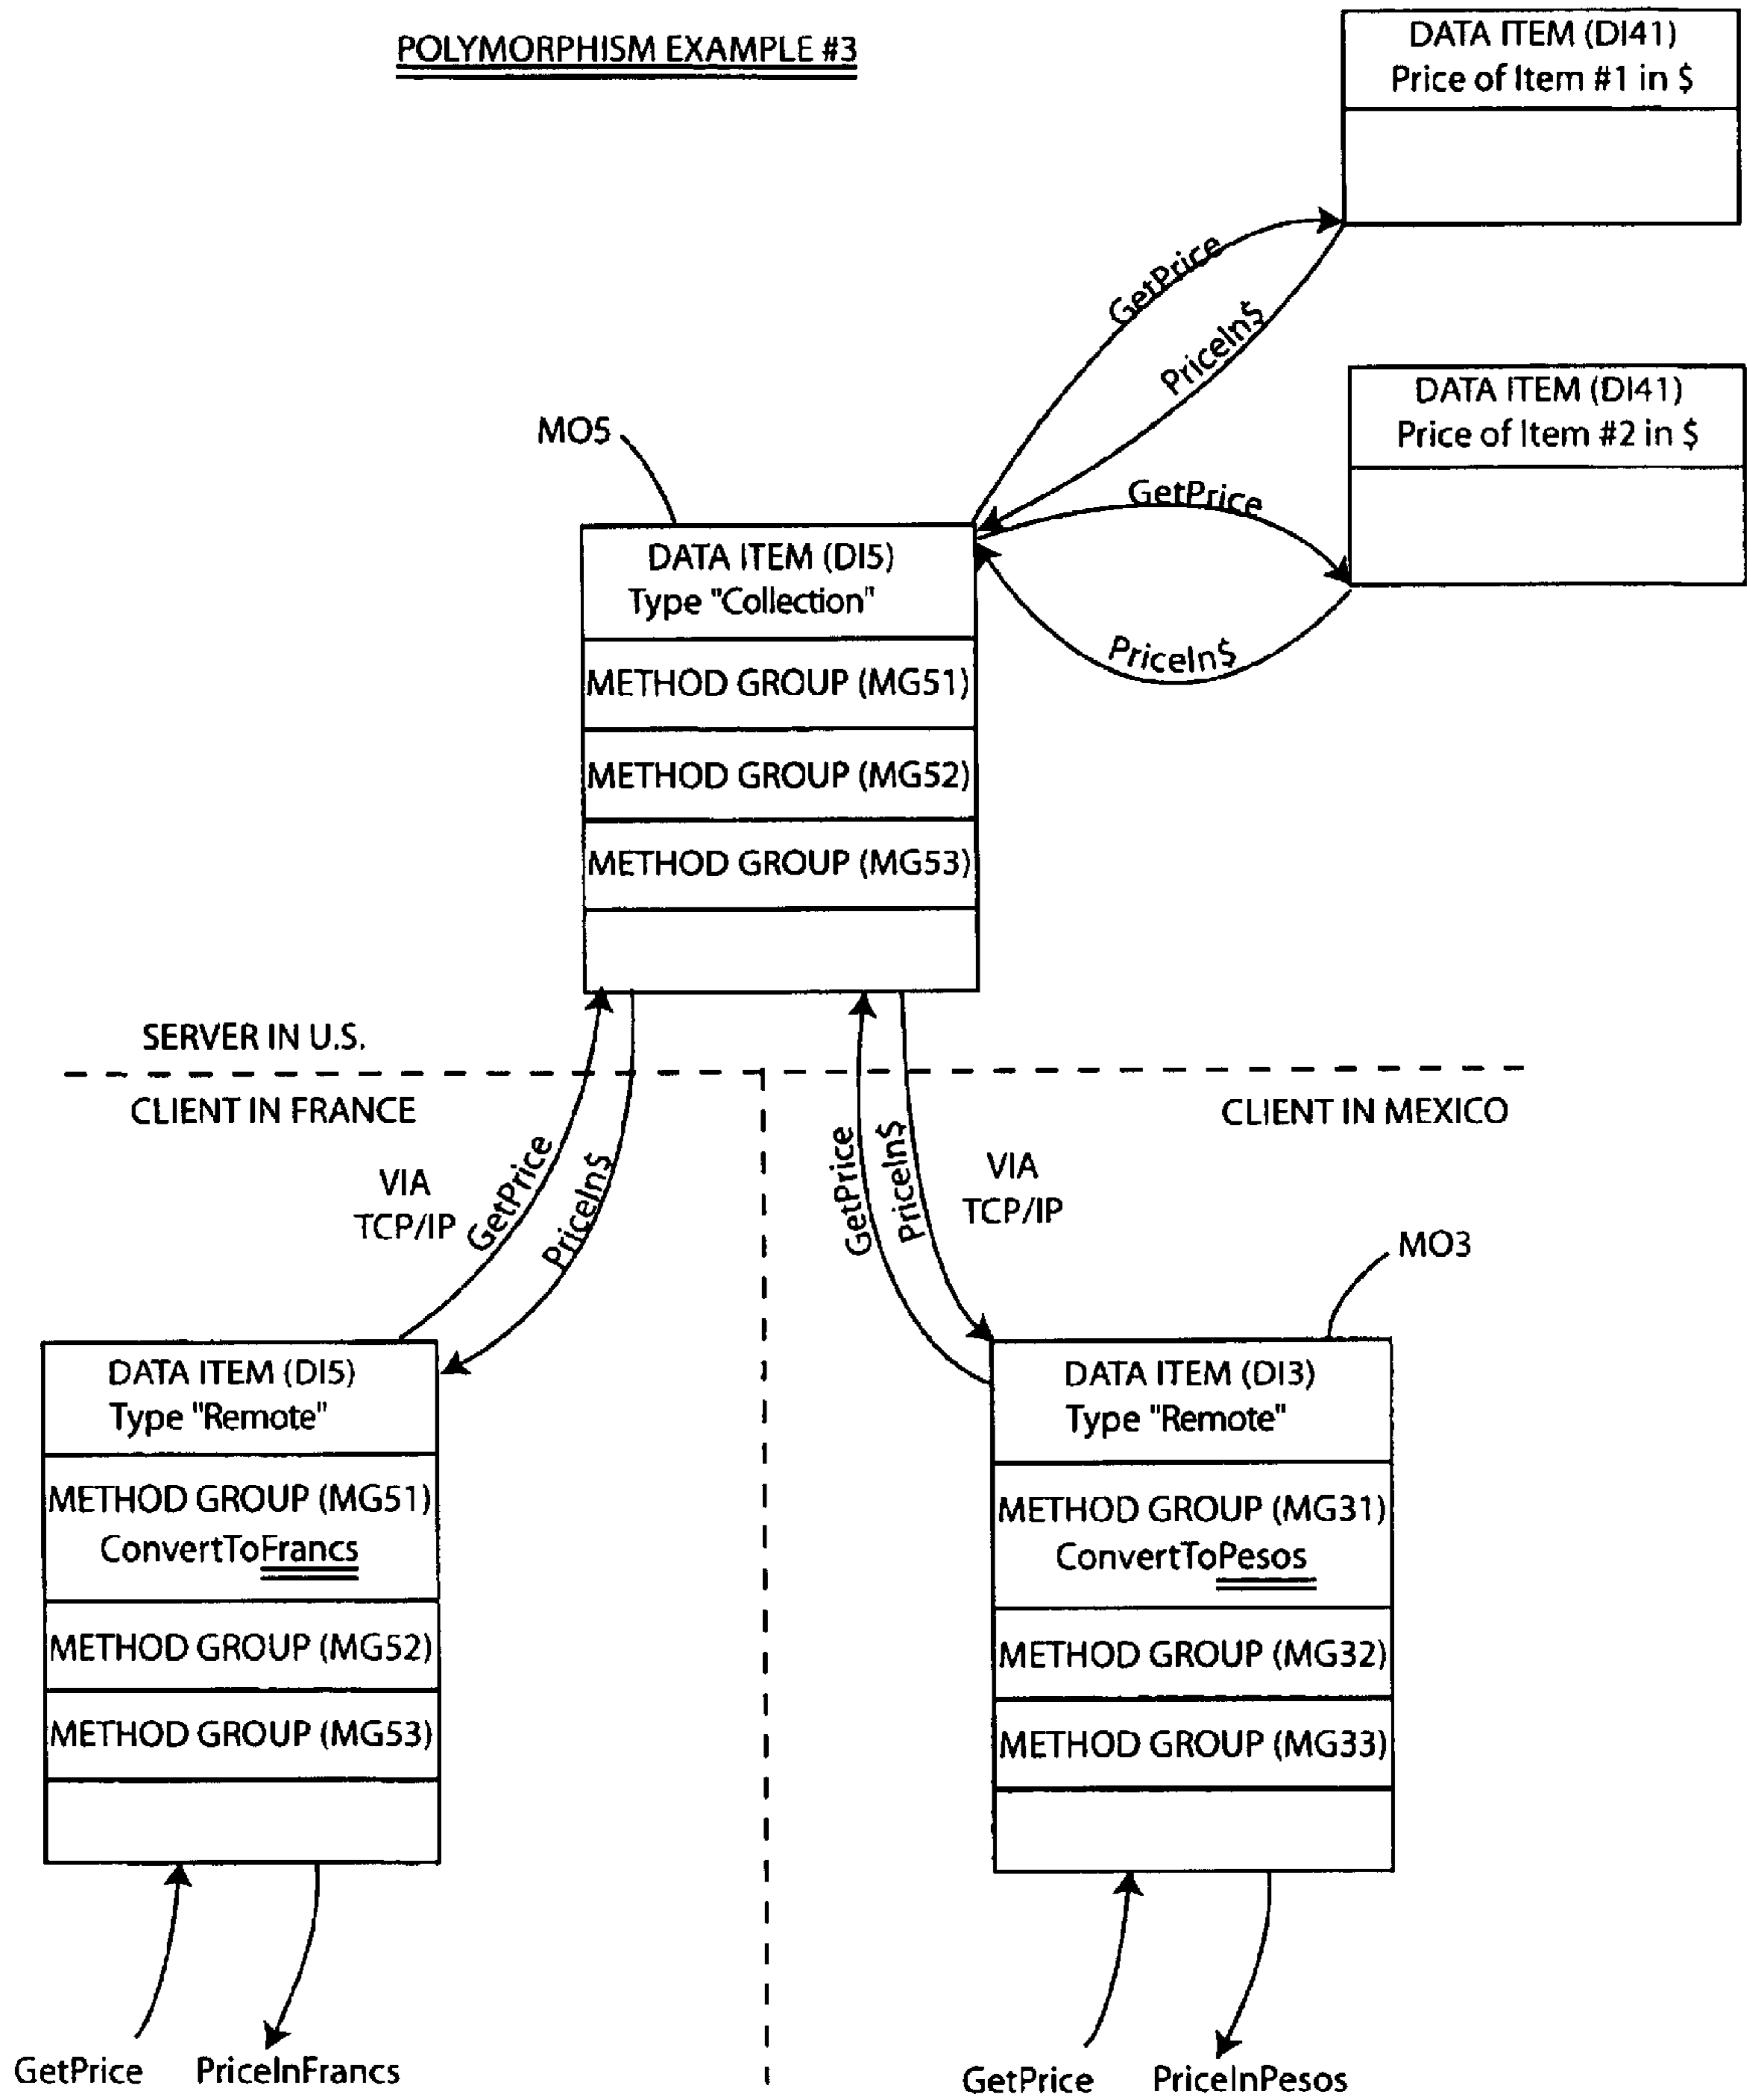 POLYMORPHISM EXAMPLE #3
DATA ITEM (DI41)
Price of Item #1 in $
GetPrice
PriceIn$
DATA ITEM (DI41)
Price of Item #2 in $
GetPrice
PriceIn$
MO5
DATA ITEM (DI5)
Type "Collection"
METHOD GROUP (MG51)
METHOD GROUP (MG52)
METHOD GROUP (MG53)
SERVER IN U.S.
CLIENT IN FRANCE
CLIENT IN MEXICO
VIA
TCP/IP
GetPrice
PriceIn$
GetPrice
PriceIn$
VIA
TCP/IP
MO3
DATA ITEM (DI5)
Type "Remote"
METHOD GROUP (MG51)
ConvertToFrancs
METHOD GROUP (MG52)
METHOD GROUP (MG53)
DATA ITEM (DI3)
Type "Remote"
METHOD GROUP (MG31)
ConvertToPesos
METHOD GROUP (MG32)
METHOD GROUP (MG33)
GetPrice
PriceInFrancs
GetPrice
PriceInPesos